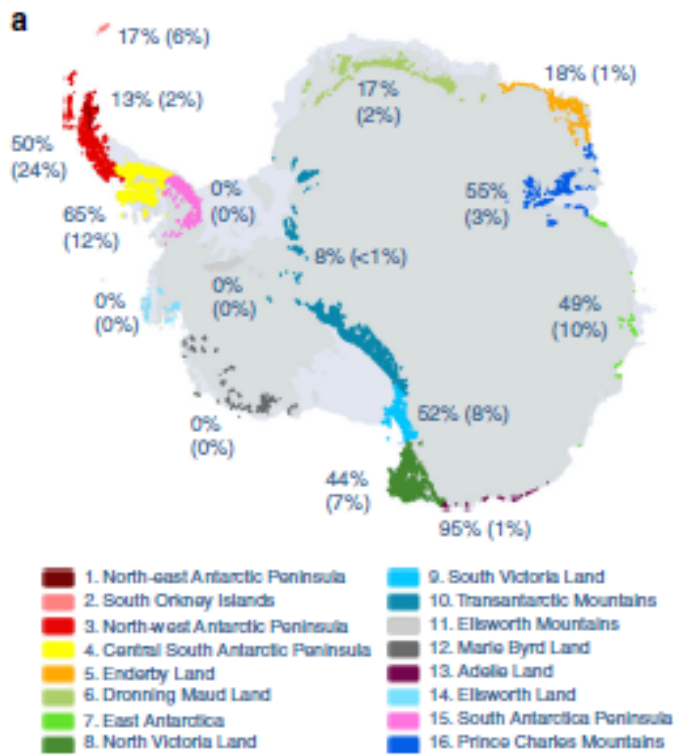 a
17% (6%)
18% (1%)
13% (2%)
17%
(2%)
50%
(24%)
0%
(0%)
55%
(3%)
65%
(12%)
8% (<1%)
0%
(0%)
0%
(0%)
49%
(10%)
0%
(0%)
52% (8%)
44%
(7%)
95% (1%)
1. North-east Antarctic Peninsula
2. South Orkney Islands
3. North-west Antarctic Peninsula
4. Central South Antarctic Peninsula
5. Enderby Land
6. Dronning Maud Land
7. East Antarctica
8. North Victoria Land
9. South Victoria Land
10. Transantarctic Mountains
11. Ellsworth Mountains
12. Marie Byrd Land
13. Adelie Land
14. Ellsworth Land
15. South Antarctica Peninsula
16. Prince Charles Mountains